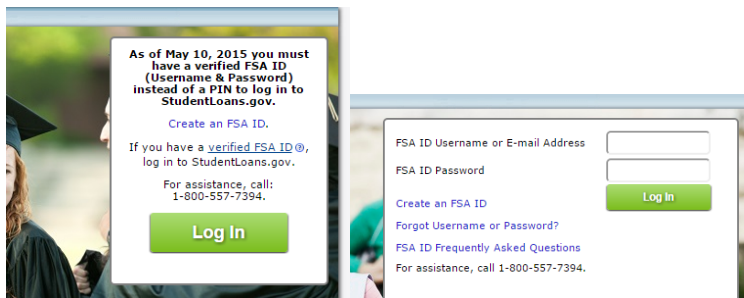 As of May 10, 2015 you must
have a verified FSA ID
(Username & Password)
instead of a PIN to log in to
StudentLoans.gov.
Create an FSA ID.
If you have a verified FSA ID?,
log in to StudentLoans.gov.
For assistance, call:
1-800-557-7394.
Log In
FSA ID Username or E-mail Address
FSA ID Password
Log In
Create an FSA ID
Forgot Username or Password?
FSA ID Frequently Asked Questions
For assistance, call 1-800-557-7394.